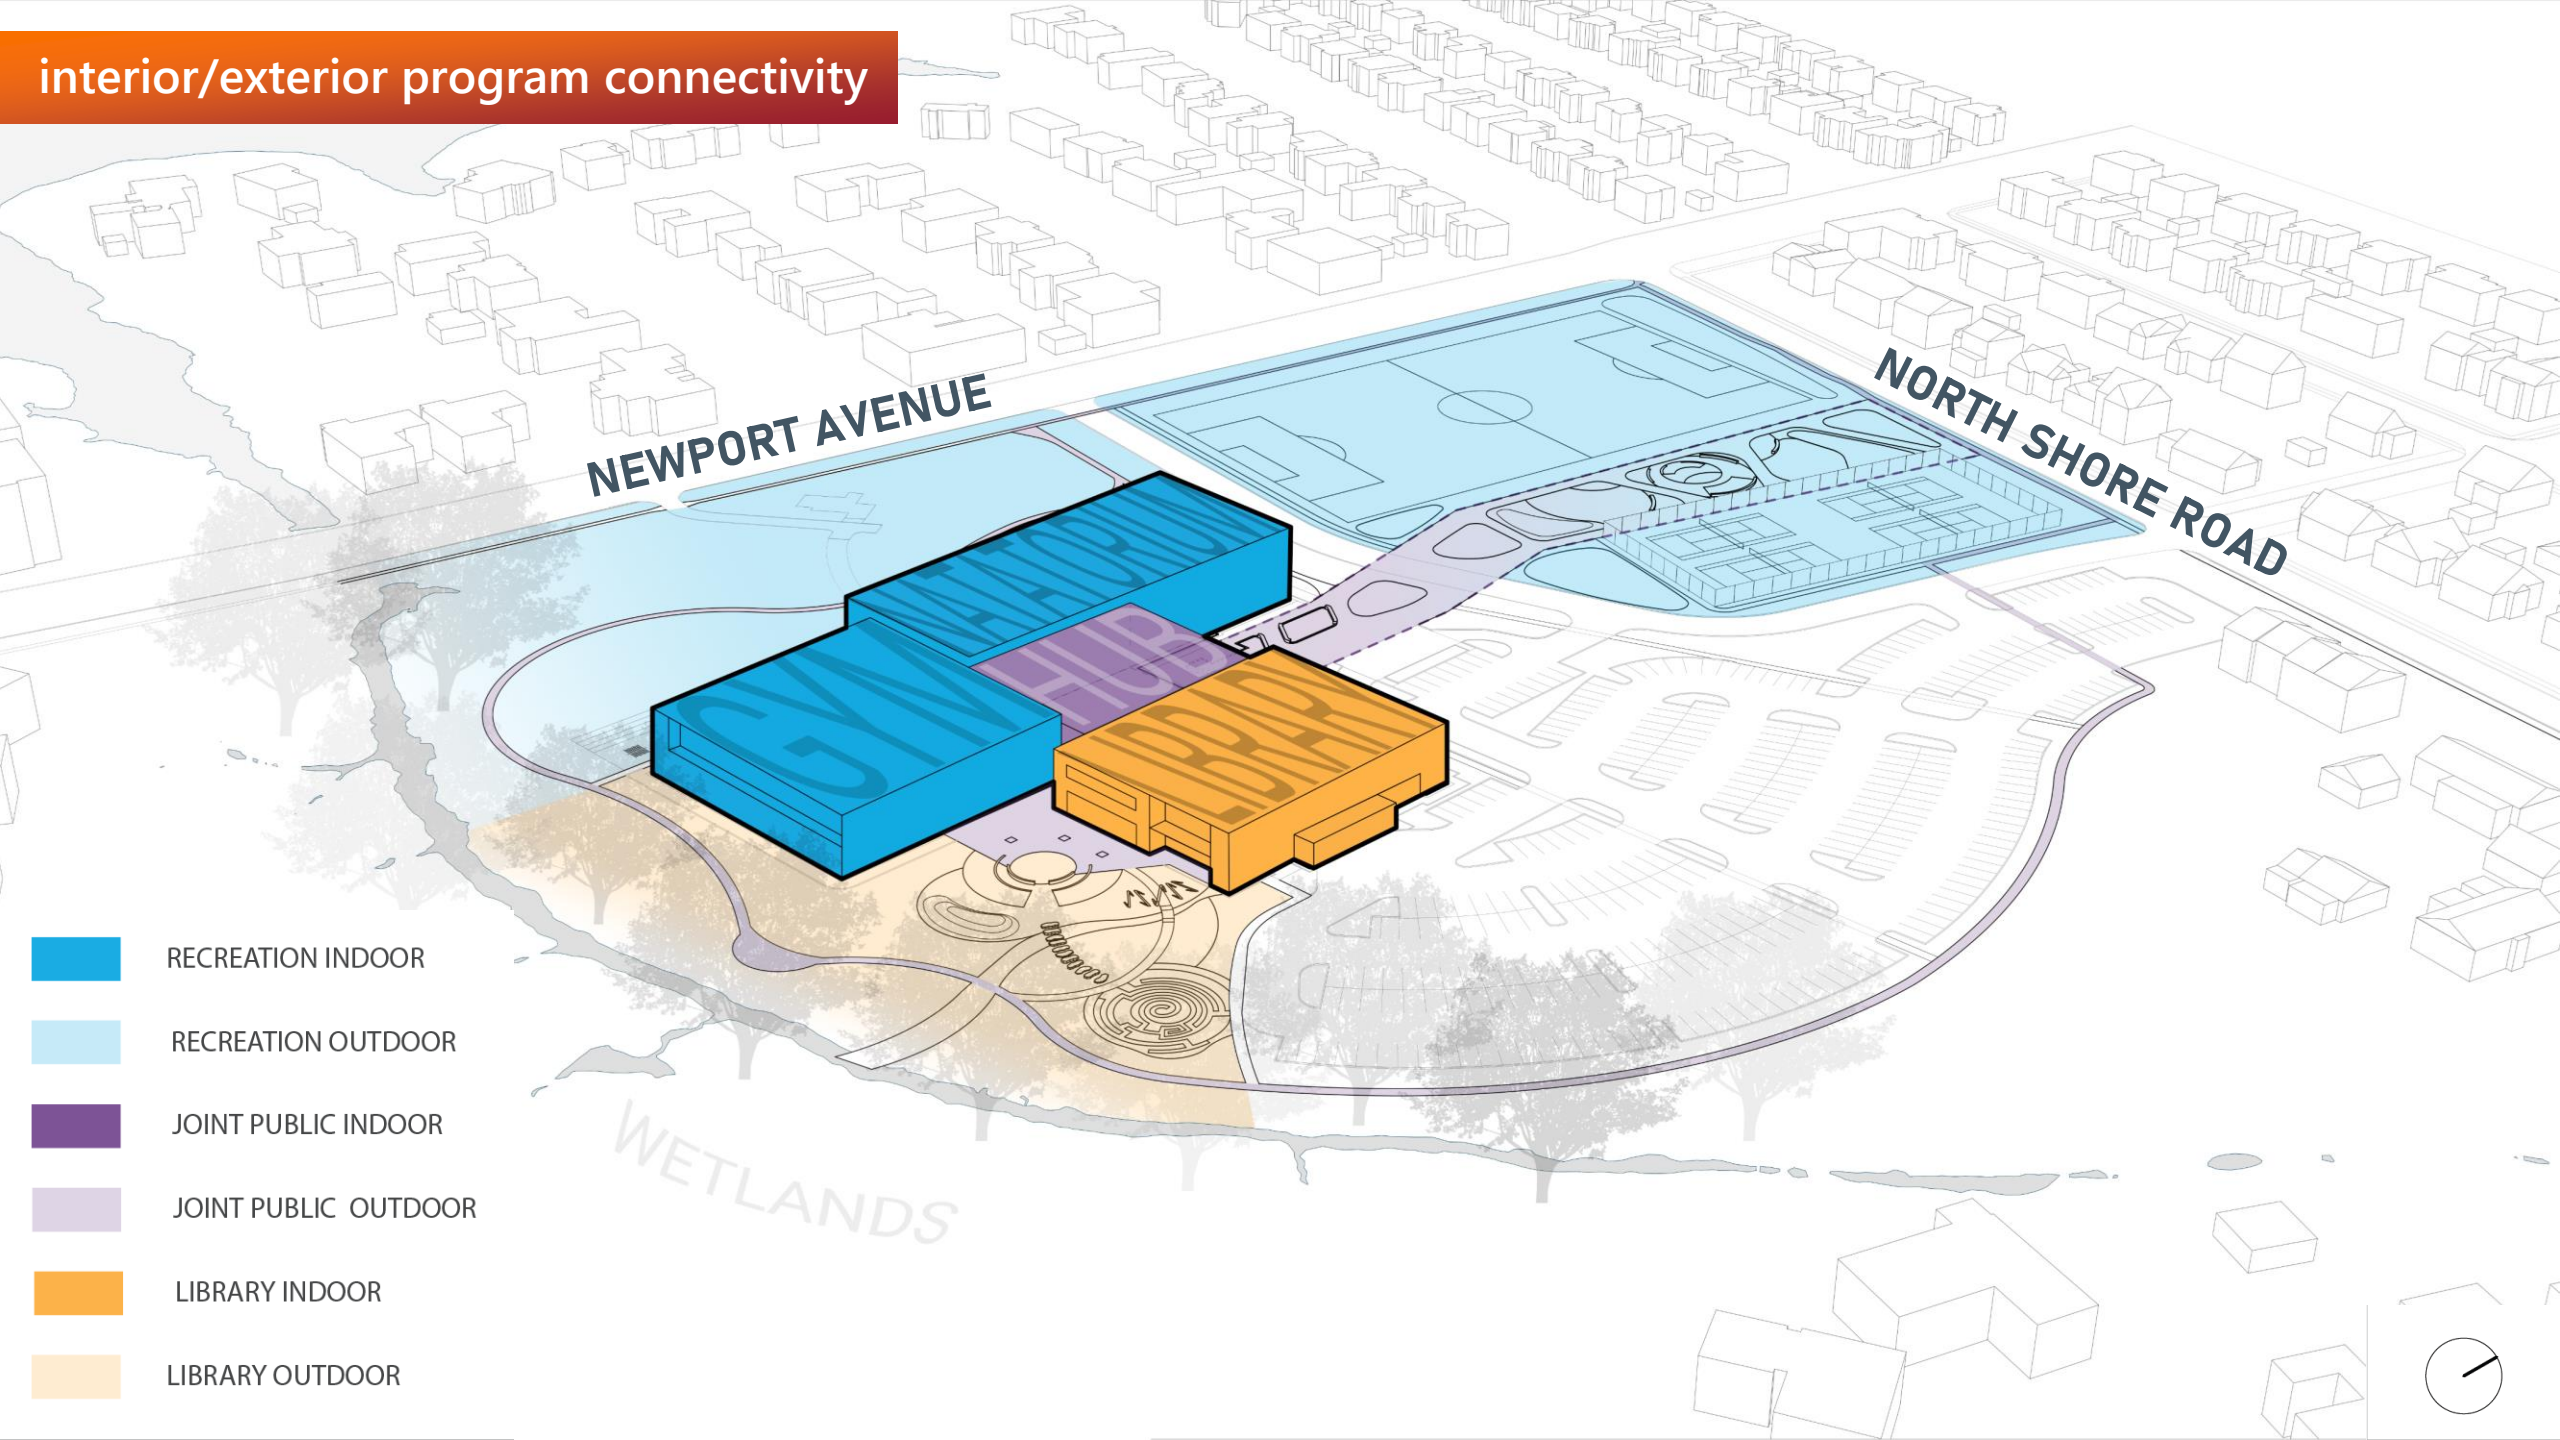 interior/exterior program connectivity
NEWPORT AVENUE
NORTH SHORE ROAD
NATATORIUM
HUB
GYM
LIBRARY
RECREATION INDOOR
RECREATION OUTDOOR
JOINT PUBLIC INDOOR
JOINT PUBLIC OUTDOOR
LIBRARY INDOOR
LIBRARY OUTDOOR
WETLANDS